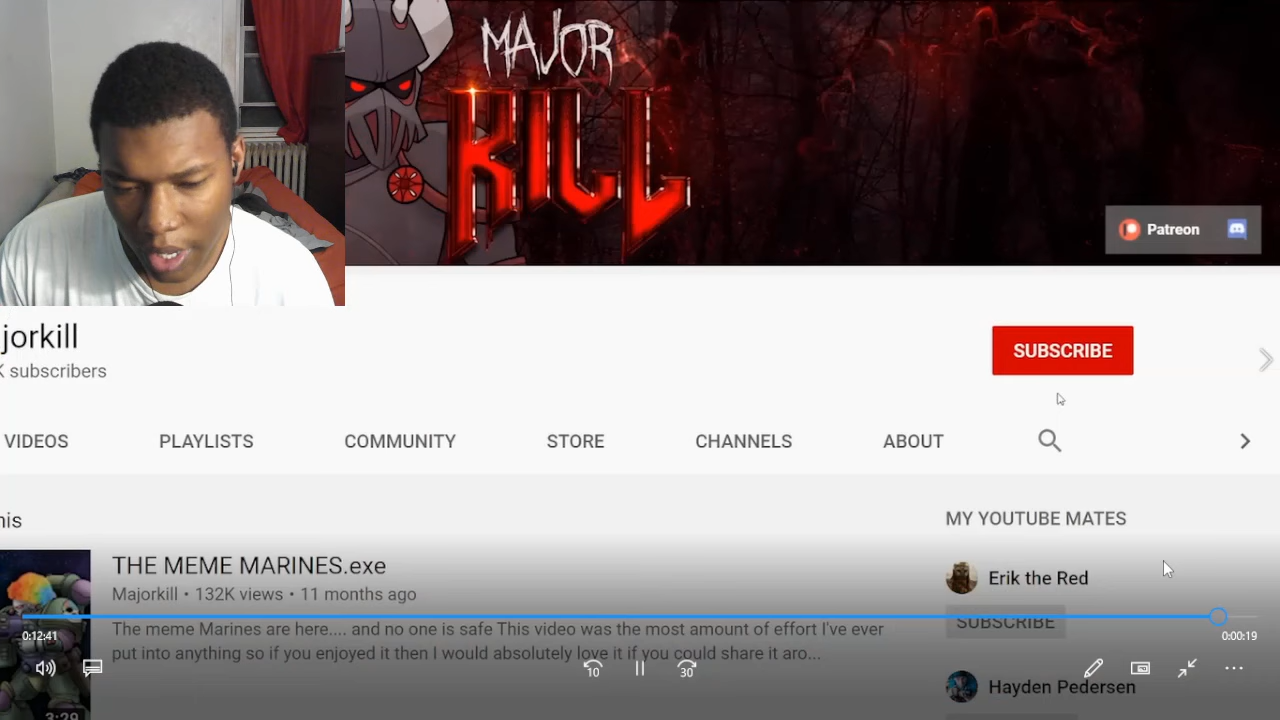 MAJOR
KILL
Patreon
jorkill
K subscribers
SUBSCRIBE
VIDEOS
PLAYLISTS
COMMUNITY
STORE
CHANNELS
ABOUT
his
MY YOUTUBE MATES
THE MEME MARINES.exe
Majorkill • 132K views • 11 months ago
The meme Marines are here.... and no one is safe This video was the most amount of effort I've ever
put into anything so if you enjoyed it then I would absolutely love it if you could share it aro...
3:29
Erik the Red
SUBSCRIBE
Hayden Pedersen
0:12:41
0:00:19
10
30